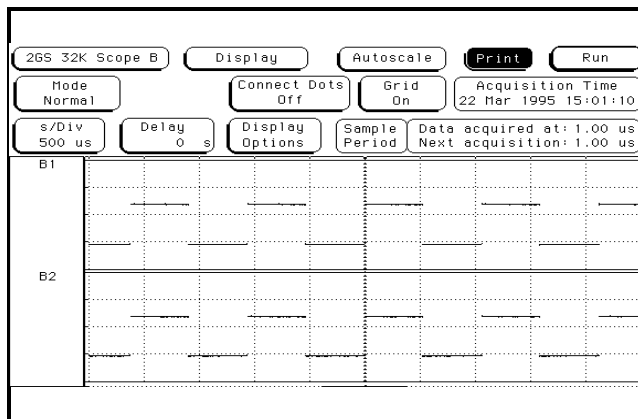 2GS 32K Scope B Display Autoscale Print Run
Mode Normal Connect Dots Off Grid On Acquisition Time 22 Mar 1995 15:01:10
s/Div 500 us Delay 0 s Display Options Sample Period Data acquired at: 1.00 us Next acquisition: 1.00 us
B1
B2